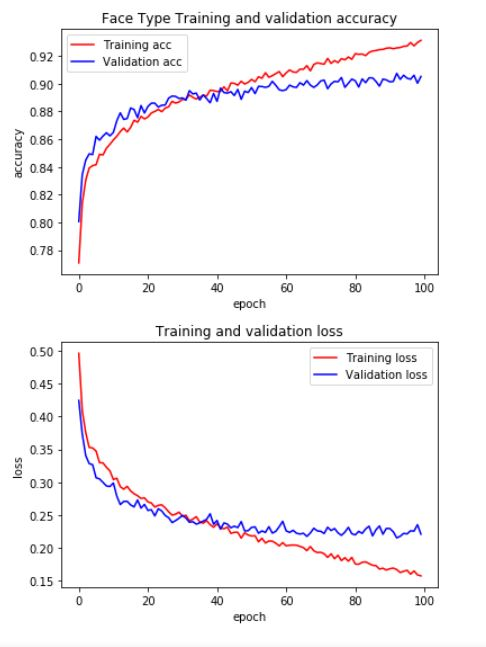 Face Type Training and validation accuracy
Training acc
Validation acc
0.92
0.90
0.88
0.86
0.84
0.82
0.80
0.78
accuracy
0 20 40 60 80 100
epoch
Training and validation loss
Training loss
Validation loss
0.50
0.45
0.40
0.35
0.30
0.25
0.20
0.15
loss
0 20 40 60 80 100
epoch